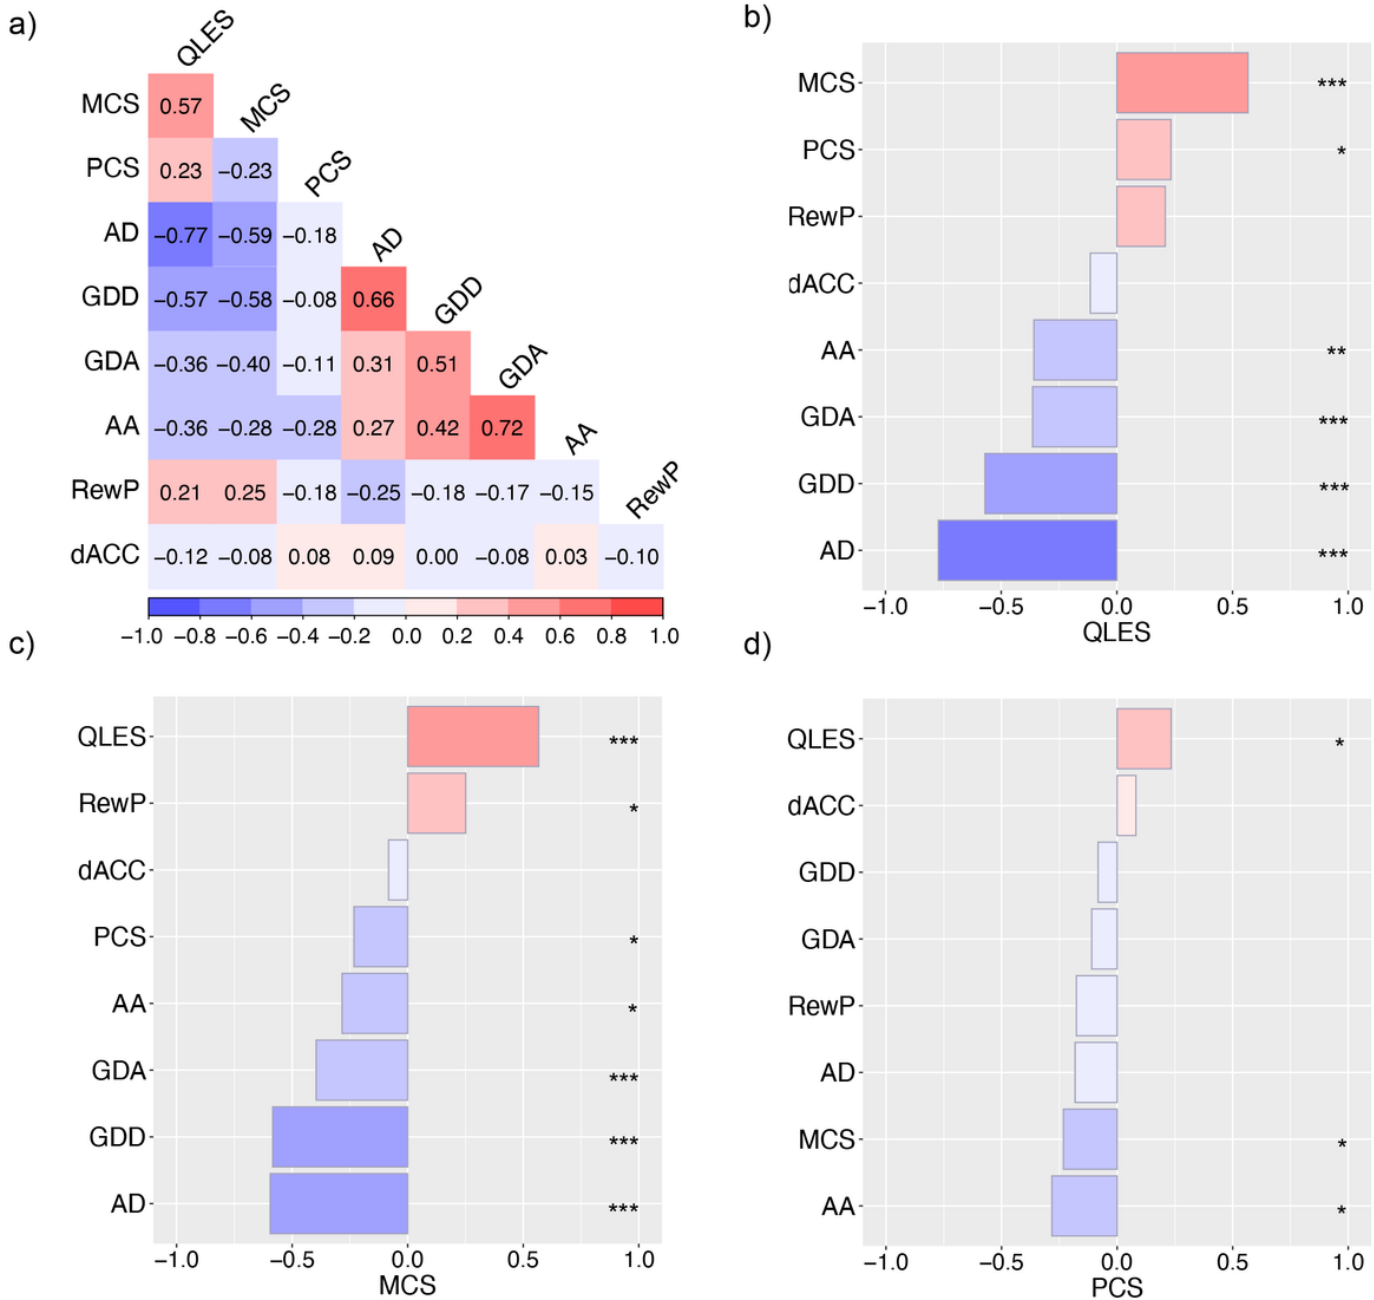 a)
QLES
MCS 0.57
MCS
PCS 0.23 −0.23
PCS
AD −0.77 −0.59 −0.18
AD
GDD −0.57 −0.58 −0.08 0.66
GDD
GDA −0.36 −0.40 −0.11 0.31 0.51
GDA
AA −0.36 −0.28 −0.28 0.27 0.42 0.72
AA
RewP 0.21 0.25 −0.18 −0.25 −0.18 −0.17 −0.15
RewP
dACC −0.12 −0.08 0.08 0.09 0.00 −0.08 0.03 −0.10
−1.0 −0.8 −0.6 −0.4 −0.2 0.0 0.2 0.4 0.6 0.8 1.0
b)
MCS ***
PCS *
RewP
dACC
AA **
GDA ***
GDD ***
AD ***
−1.0 −0.5 0.0 0.5 1.0
QLES
c)
QLES ***
RewP *
dACC
PCS *
AA *
GDA ***
GDD ***
AD ***
−1.0 −0.5 0.0 0.5 1.0
MCS
d)
QLES *
dACC
GDD
GDA
RewP
AD
MCS *
AA *
−1.0 −0.5 0.0 0.5 1.0
PCS